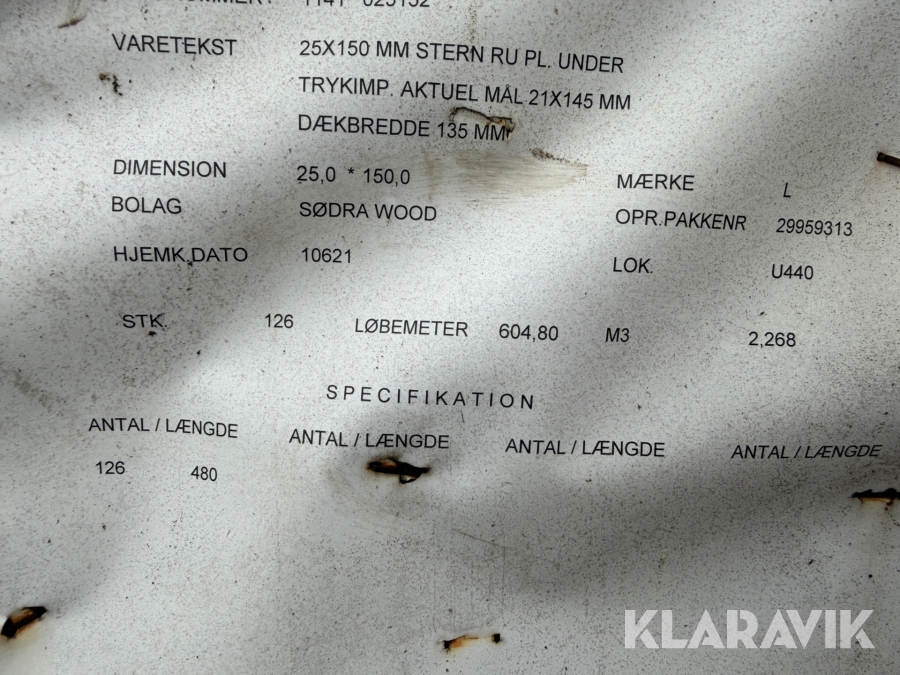 1141 025152
VARETEKST 25X150 MM STERN RU PL. UNDER
TRYKIMP. AKTUEL MÅL 21X145 MM
DÆKBREDDE 135 MM
DIMENSION 25,0 * 150,0 MÆRKE L
BOLAG SØDRA WOOD OPR.PAKKENR 29959313
HJEMK.DATO 10621 LOK. U440
STK. 126 LØBEMETER 604,80 M3 2,268
SPECIFIKATION
ANTAL / LÆNGDE ANTAL / LÆNGDE ANTAL / LÆNGDE ANTAL / LÆNGDE
126 480
KLARAVIK